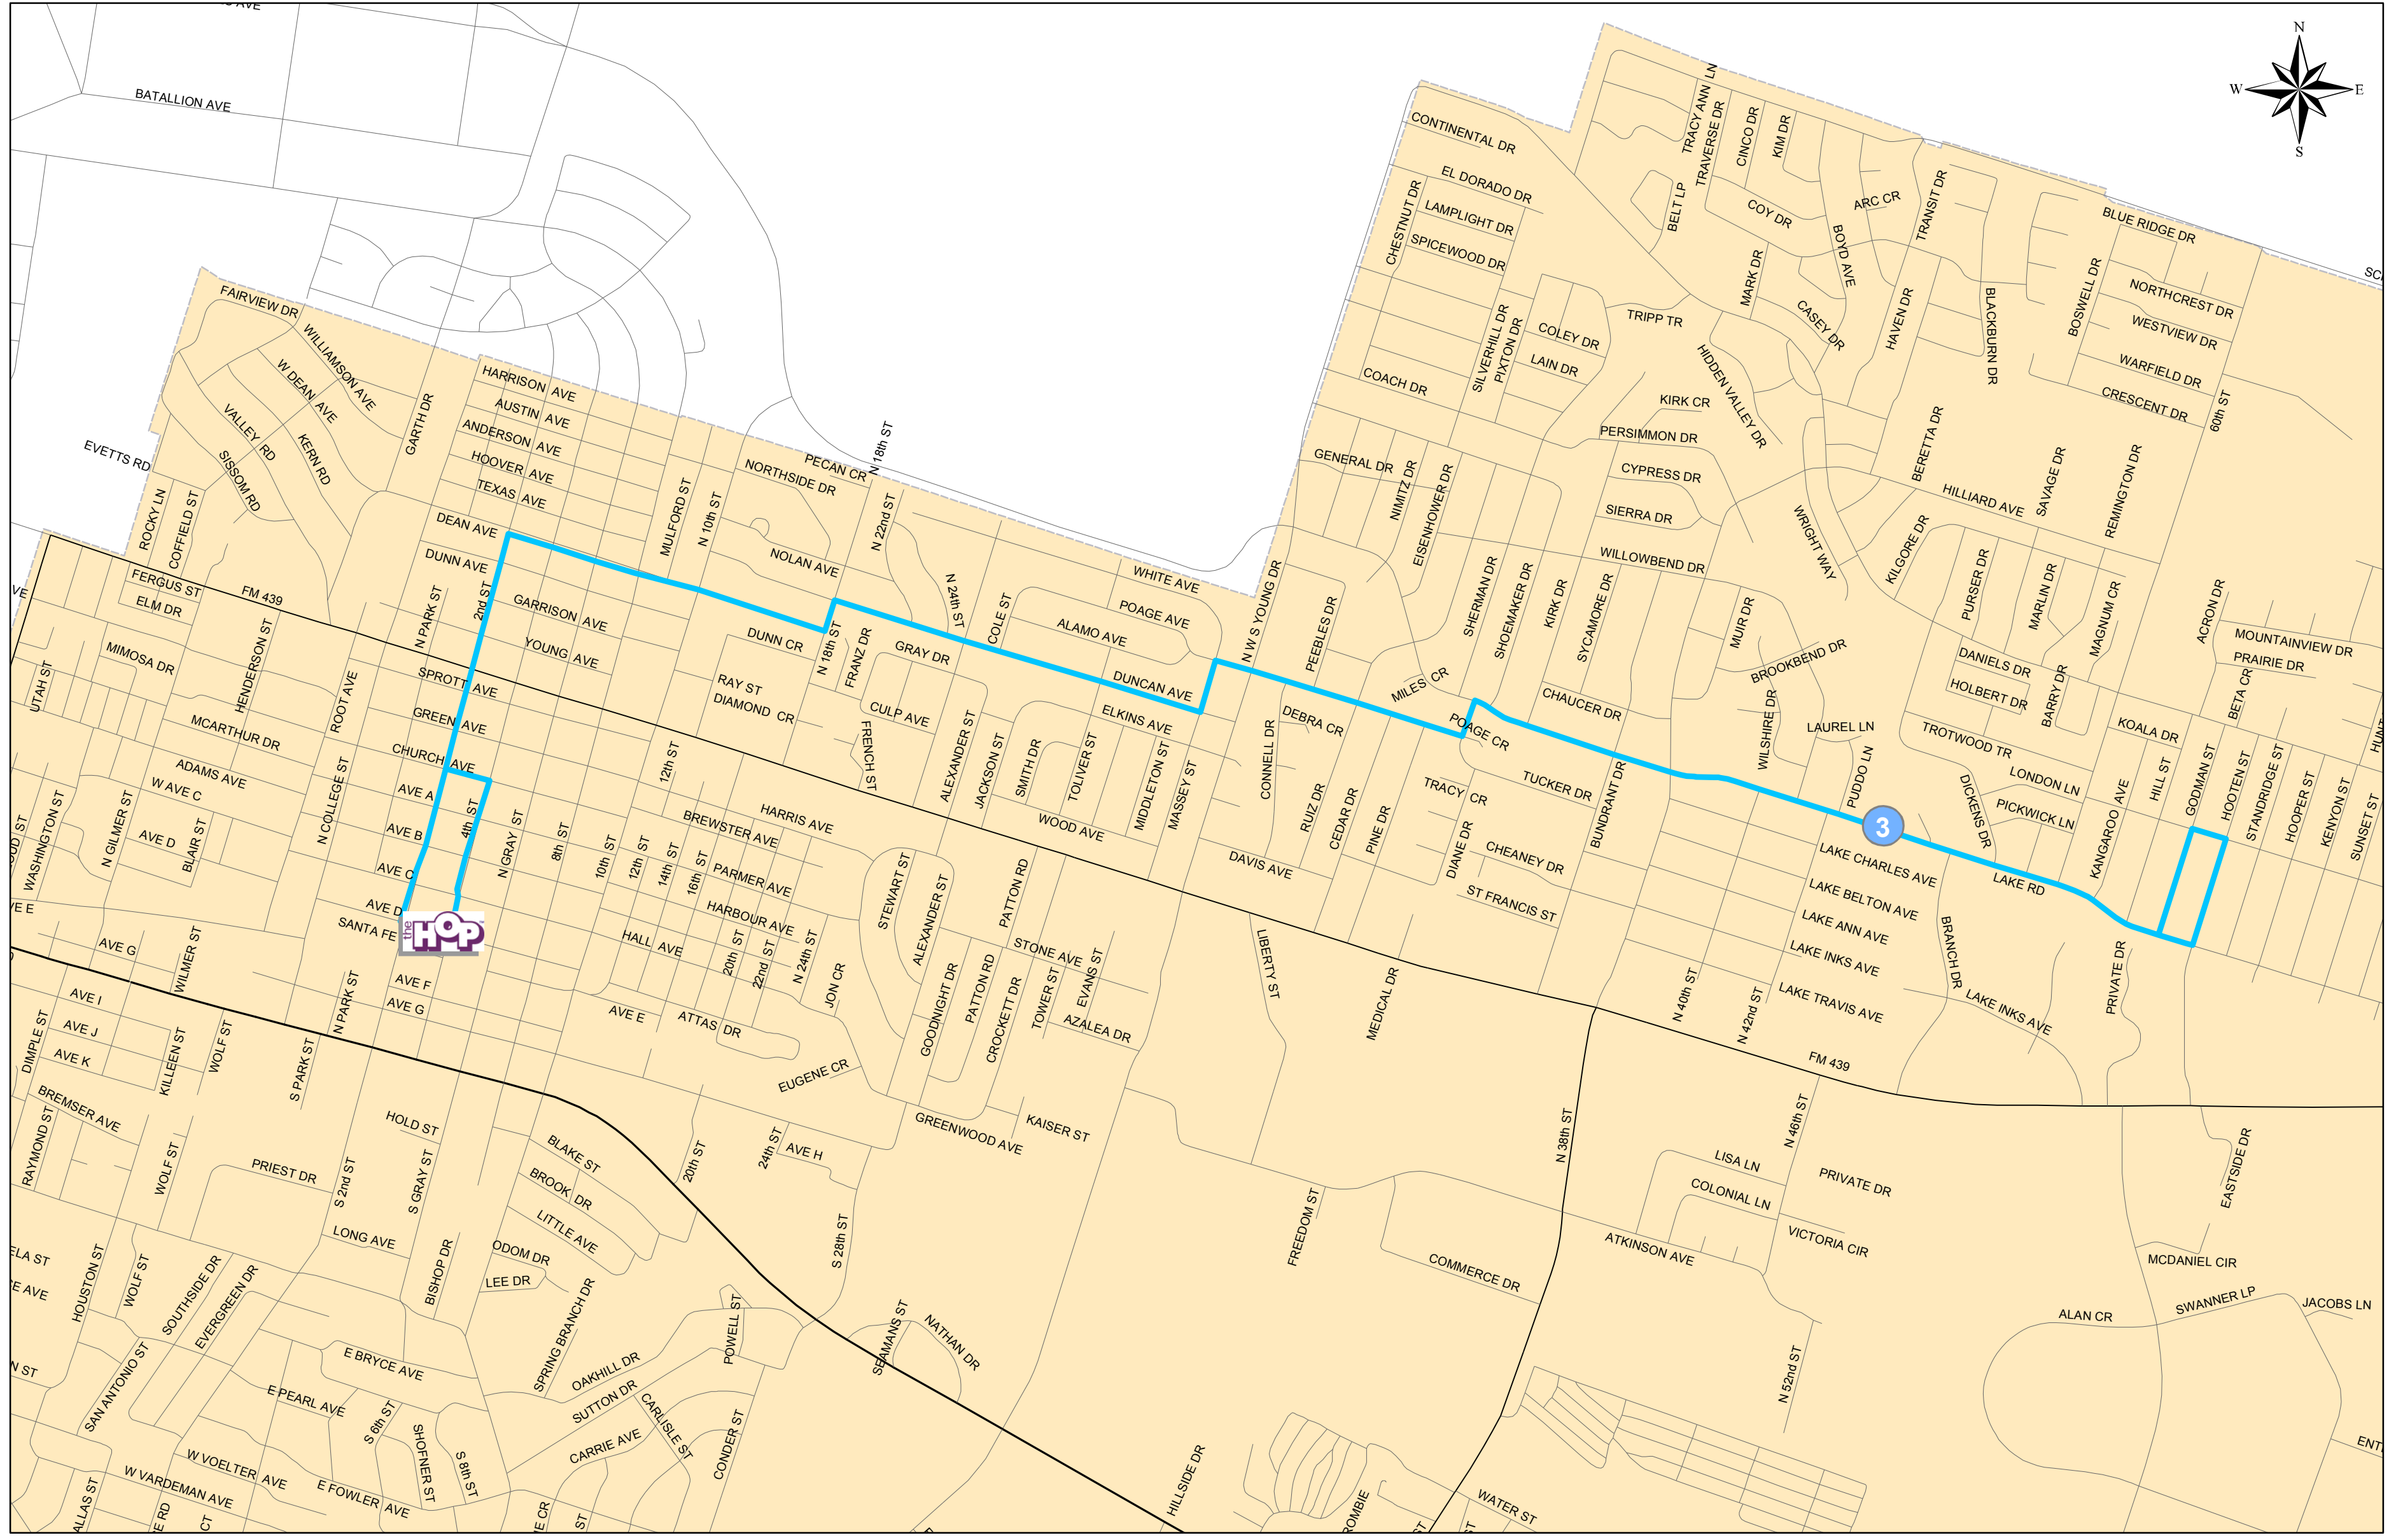 N
W
E
S
BATALLION AVE
CONTINENTAL DR
EL DORADO DR
LAMPLIGHT DR
SPICEWOOD DR
CHESTNUT DR
TRACY ANN LN
TRAVERSE DR
CINCO DR
KIM DR
BELT LP
COY DR
ARC CR
BOYD AVE
TRANSIT DR
MARK DR
CASEY DR
BLUE RIDGE DR
NORTHCREST DR
WESTVIEW DR
WARFIELD DR
CRESCENT DR
BOSWELL DR
BLACKBURN DR
HAVEN DR
60th ST
TRIPP TR
HIDDEN VALLEY DR
COLEY DR
LAIN DR
SILVERHILL DR
PIXTON DR
COACH DR
KIRK CR
PERSIMMON DR
CYPRESS DR
SIERRA DR
WILLOWBEND DR
GENERAL DR
NIMITZ DR
EISENHOWER DR
BERETTA DR
SAVAGE DR
REMINGTON DR
HILLIARD AVE
WRIGHT WAY
KILGORE DR
PURSER DR
MARLIN DR
MAGNUM CR
ACRON DR
MOUNTAINVIEW DR
PRAIRIE DR
DANIELS DR
HOLBERT DR
BARRY DR
KOALA DR
BETA CR
FAIRVIEW DR
WILLIAMSON AVE
W DEAN AVE
KERN RD
VALLEY RD
SISSOM RD
EVETTS RD
ROCKY LN
COFFIELD ST
GARTH DR
HARRISON AVE
AUSTIN AVE
ANDERSON AVE
HOOVER AVE
TEXAS AVE
DEAN AVE
DUNN AVE
MULFORD ST
N 10th ST
PECAN CR
NORTHSIDE DR
N 18th ST
N 22nd ST
NOLAN AVE
N 24th ST
WHITE AVE
POAGE AVE
ALAMO AVE
COLE ST
DUNCAN AVE
ELKINS AVE
N W S YOUNG DR
PEEBLES DR
SHERMAN DR
SHOEMAKER DR
KIRK DR
SYCAMORE DR
MUIR DR
BROOKBEND DR
CHAUCER DR
MILES CR
POAGE CR
WILSHIRE DR
LAUREL LN
PUDDO LN
TROTWOOD TR
LONDON LN
PICKWICK LN
DICKENS DR
KANGAROO AVE
HILL ST
GODMAN ST
HOOTEN ST
STANDRIDGE ST
HOOPER ST
KENYON ST
SUNSET ST
FERGUS ST
ELM DR
FM 439
MIMOSA DR
HENDERSON ST
UTAH ST
ROOT AVE
N PARK ST
2nd ST
GARRISON AVE
YOUNG AVE
SPROTT AVE
GREEN AVE
CHURCH AVE
DUNN CR
N 18th ST
FRANZ DR
GRAY DR
RAY ST
DIAMOND CR
CULP AVE
FRENCH ST
ALEXANDER ST
JACKSON ST
SMITH DR
TOLIVER ST
MIDDLETON ST
MASSEY ST
WOOD AVE
CONNELL DR
DEBRA CR
RUIZ DR
CEDAR DR
PINE DR
DAVIS AVE
TRACY CR
TUCKER DR
DIANE DR
CHEANEY DR
ST FRANCIS ST
BUNDRANT DR
3
LAKE CHARLES AVE
LAKE RD
LAKE BELTON AVE
LAKE ANN AVE
LAKE INKS AVE
LAKE TRAVIS AVE
BRANCH DR
LAKE INKS AVE
PRIVATE DR
N 40th ST
N 42nd ST
FM 439
MCARTHUR DR
ADAMS AVE
W AVE C
AVE D
BLAIR ST
N GILMER ST
WASHINGTON ST
N COLLEGE ST
AVE A
AVE B
AVE C
AVE D
SANTA FE
4th ST
N GRAY ST
8th ST
10th ST
12th ST
12th ST
14th ST
16th ST
BREWSTER AVE
HARRIS AVE
PARMER AVE
HARBOUR AVE
HALL AVE
20th ST
22nd ST
N 24th ST
JON CR
STEWART ST
ALEXANDER ST
PATTON RD
STONE AVE
GOODNIGHT DR
PATTON RD
CROCKETT DR
TOWER ST
EVANS ST
AZALEA DR
LIBERTY ST
MEDICAL DR
the HOP
AVE E
AVE G
WILMER ST
AVE F
AVE G
N PARK ST
AVE E
ATTAS DR
EUGENE CR
AVE I
AVE J
AVE K
DIMPLE ST
KILLEEN ST
WOLF ST
S PARK ST
BREMSER AVE
RAYMOND ST
WOLF ST
HOLD ST
PRIEST DR
S 2nd ST
S GRAY ST
LONG AVE
BISHOP DR
BLAKE ST
BROOK DR
LITTLE AVE
ODOM DR
LEE DR
20th ST
24th ST
AVE H
S 28th ST
GREENWOOD AVE
KAISER ST
FREEDOM ST
COMMERCE DR
N 38th ST
ATKINSON AVE
LISA LN
COLONIAL LN
N 46th ST
PRIVATE DR
VICTORIA CIR
N 52nd ST
EASTSIDE DR
MCDANIEL CIR
ALAN CR
SWANNER LP
JACOBS LN
HOUSTON ST
WOLF ST
SOUTHSIDE DR
EVERGREEN DR
SAN ANTONIO ST
E BRYCE AVE
E PEARL AVE
S 6th ST
SHOFNER ST
S 8th ST
W VOELTER AVE
W VARDEMAN AVE
E FOWLER AVE
SPRING BRANCH DR
OAKHILL DR
SUTTON DR
CARLISLE ST
CARRIE AVE
POWELL ST
CONDER ST
SEAMANS ST
NATHAN DR
HILLSIDE DR
WATER ST